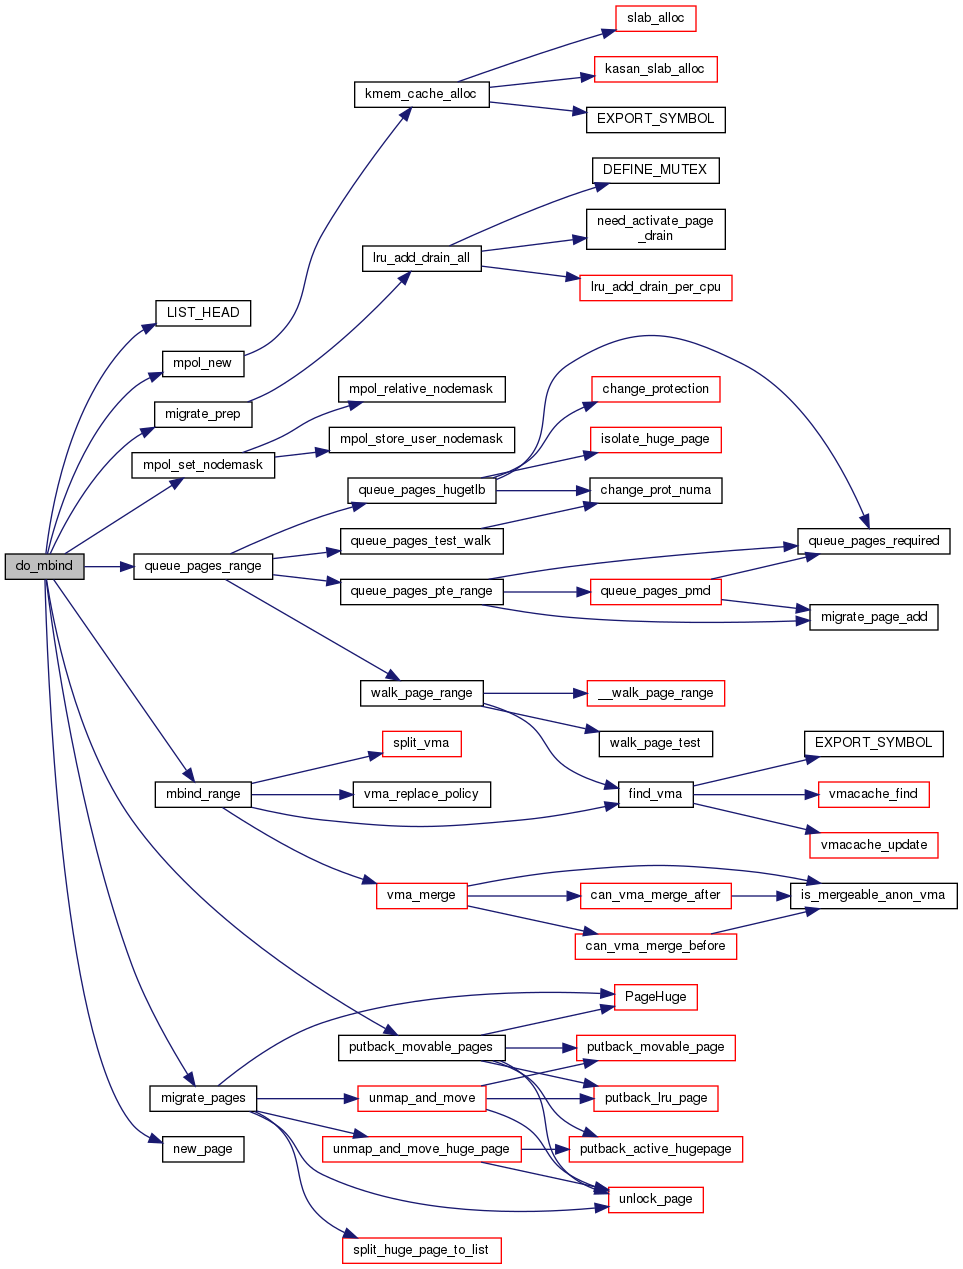 slab_alloc
kasan_slab_alloc
kmem_cache_alloc
EXPORT_SYMBOL
DEFINE_MUTEX
need_activate_page
_drain
lru_add_drain_all
lru_add_drain_per_cpu
LIST_HEAD
mpol_new
mpol_relative_nodemask
change_protection
migrate_prep
mpol_store_user_nodemask
isolate_huge_page
mpol_set_nodemask
queue_pages_hugetlb
change_prot_numa
queue_pages_test_walk
queue_pages_required
do_mbind
queue_pages_range
queue_pages_pte_range
queue_pages_pmd
migrate_page_add
walk_page_range
__walk_page_range
split_vma
walk_page_test
EXPORT_SYMBOL
mbind_range
vma_replace_policy
find_vma
vmacache_find
vmacache_update
vma_merge
can_vma_merge_after
is_mergeable_anon_vma
can_vma_merge_before
PageHuge
putback_movable_pages
putback_movable_page
migrate_pages
unmap_and_move
putback_lru_page
new_page
unmap_and_move_huge_page
putback_active_hugepage
unlock_page
split_huge_page_to_list